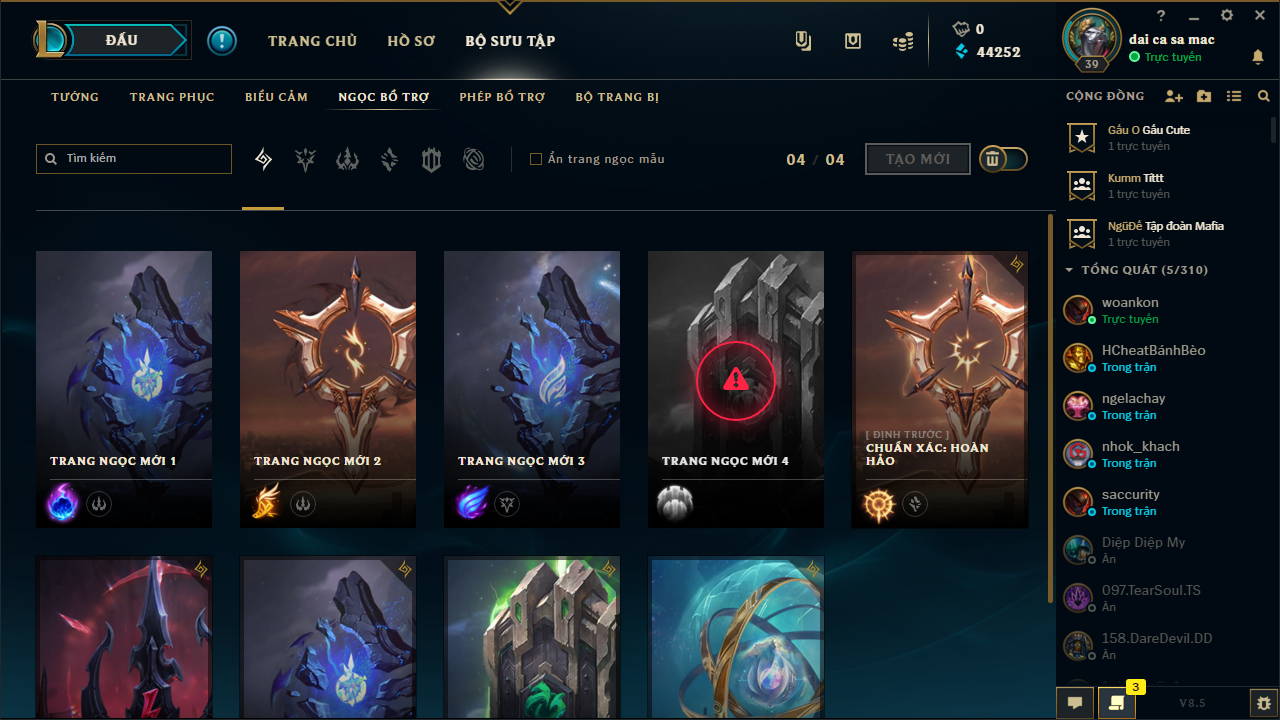 ĐẤU
TRANG CHỦ
HỒ SƠ
BỘ SƯU TẬP
0
44252
39
?
dai ca sa mac
Trực tuyến
TƯỚNG
TRANG PHỤC
BIỂU CẢM
NGỌC BỔ TRỢ
PHÉP BỔ TRỢ
BỘ TRANG BỊ
CỘNG ĐỒNG
Tìm kiếm
Ẩn trang ngọc mẫu
04 / 04
TẠO MỚI
Gấu O Gấu Cute
1 trực tuyến
Kumm Títtt
1 trực tuyến
NgũĐế Tập đoàn Mafia
1 trực tuyến
TỔNG QUÁT (5/310)
woankon
Trực tuyến
HCheatBánhBèo
Trong trận
ngelachay
Trong trận
nhok_khach
Trong trận
saccurity
Trong trận
Diệp Diệp My
Ẩn
097.TearSoul.TS
Ẩn
158.DareDevil.DD
Ẩn
TRANG NGỌC MỚI 1
TRANG NGỌC MỚI 2
TRANG NGỌC MỚI 3
TRANG NGỌC MỚI 4
[ ĐỊNH TRƯỚC ]
CHUẨN XÁC: HOÀN
HẢO
3
V8.5